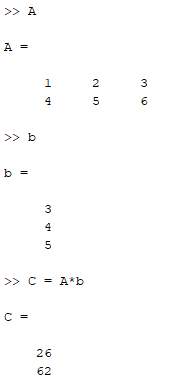 >> A
A =
1 2 3
4 5 6
>> b
b =
3
4
5
>> C = A*b
C =
26
62